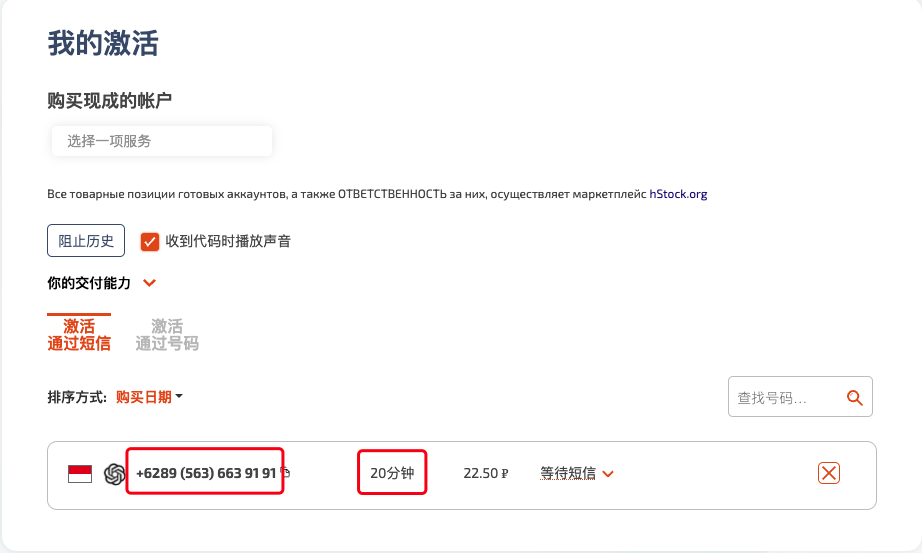 我的激活
购买现成的帐户
选择一项服务
Все товарные позиции готовых аккаунтов, а также ОТВЕТСТВЕННОСТЬ за них, осуществляет маркетплейс hStock.org
阻止历史 收到代码时播放声音
你的交付能力
激活 激活
通过短信 通过号码
排序方式: 购买日期 查找号码...
+6289 (563) 663 91 91 20分钟 22.50 ₽ 等待短信